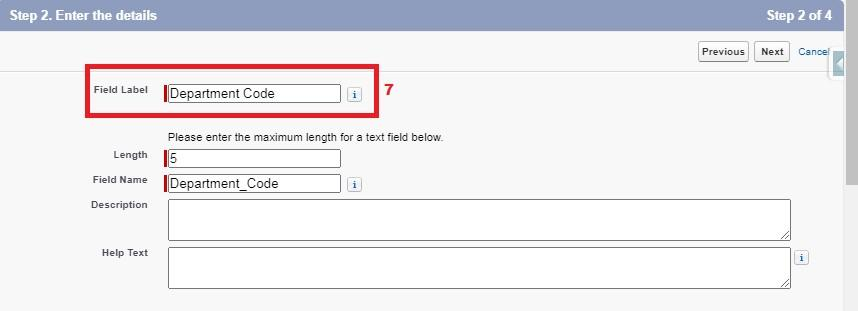 Step 2. Enter the details Step 2 of 4
Previous Next Cancel
Field Label Department Code i 7
Please enter the maximum length for a text field below.
Length 5
Field Name Department_Code i
Description
Help Text i